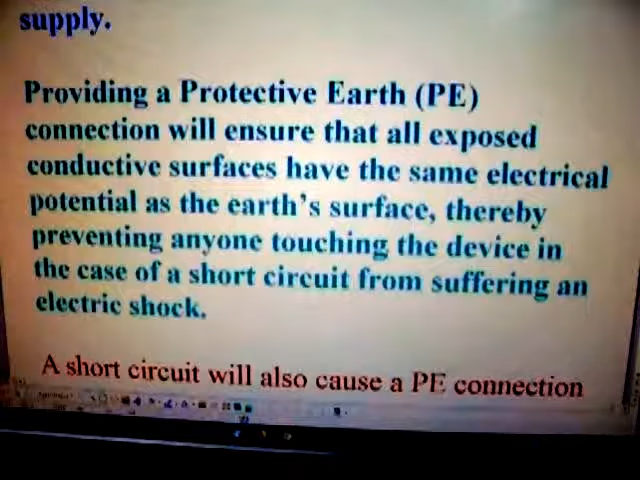 supply.
Providing a Protective Earth (PE)
connection will ensure that all exposed
conductive surfaces have the same electrical
potential as the earth's surface, thereby
preventing anyone touching the device in
the case of a short circuit from suffering an
electric shock.
A short circuit will also cause a PE connection